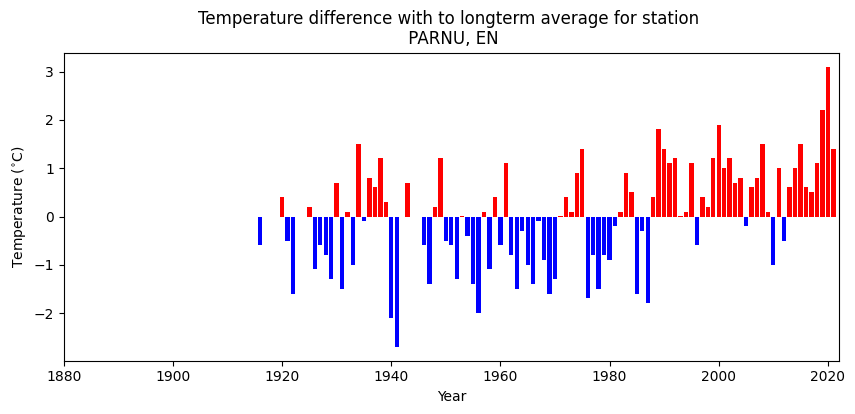 Temperature difference with to longterm average for station
PARNU, EN
Temperature (°C)
3
2
1
0
−1
−2
1880 1900 1920 1940 1960 1980 2000 2020
Year